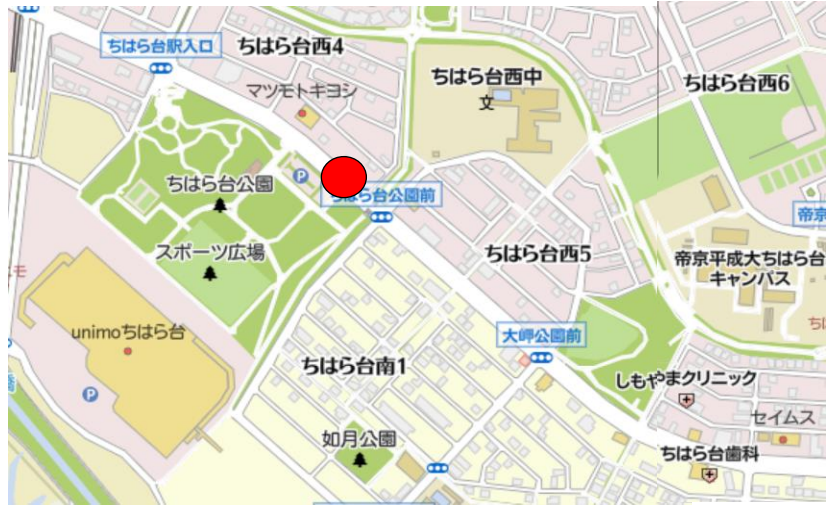 ちはら台駅入口
ちはら台西4
マツモトキヨシ
ちはら台西中
文
ちはら台西6
P
ちはら台公園
ちはら台公園前
スポーツ広場
ちはら台西5
帝京平成大ちはら台
キャンパス
unimoちはら台
大岬公園前
ちはら台南1
P
しもやまクリニック
セイムス
如月公園
ちはら台歯科